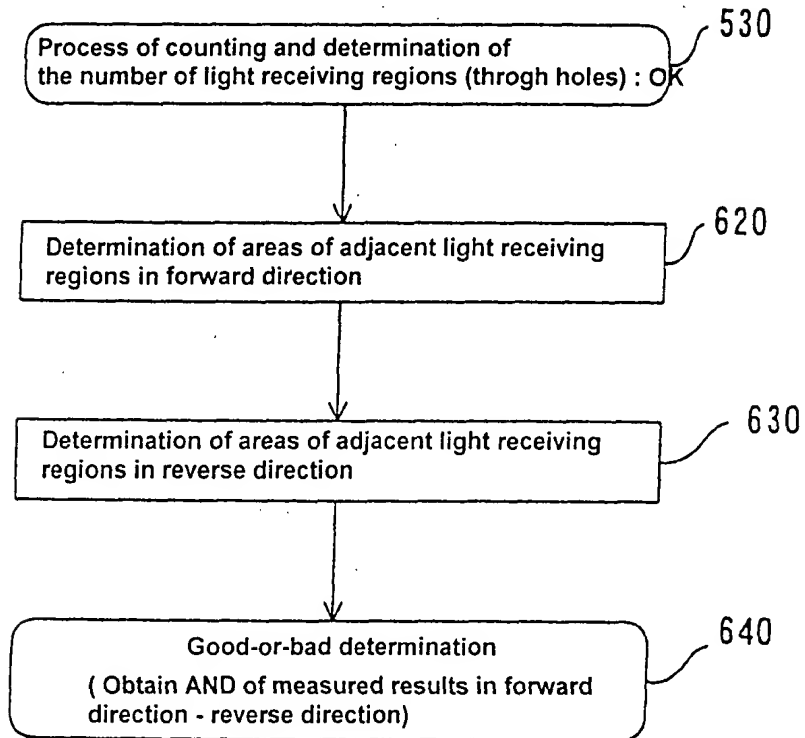 530
Process of counting and determination of
the number of light receiving regions (throgh holes) : OK
620
Determination of areas of adjacent light receiving
regions in forward direction
630
Determination of areas of adjacent light receiving
regions in reverse direction
640
Good-or-bad determination
( Obtain AND of measured results in forward
direction - reverse direction)